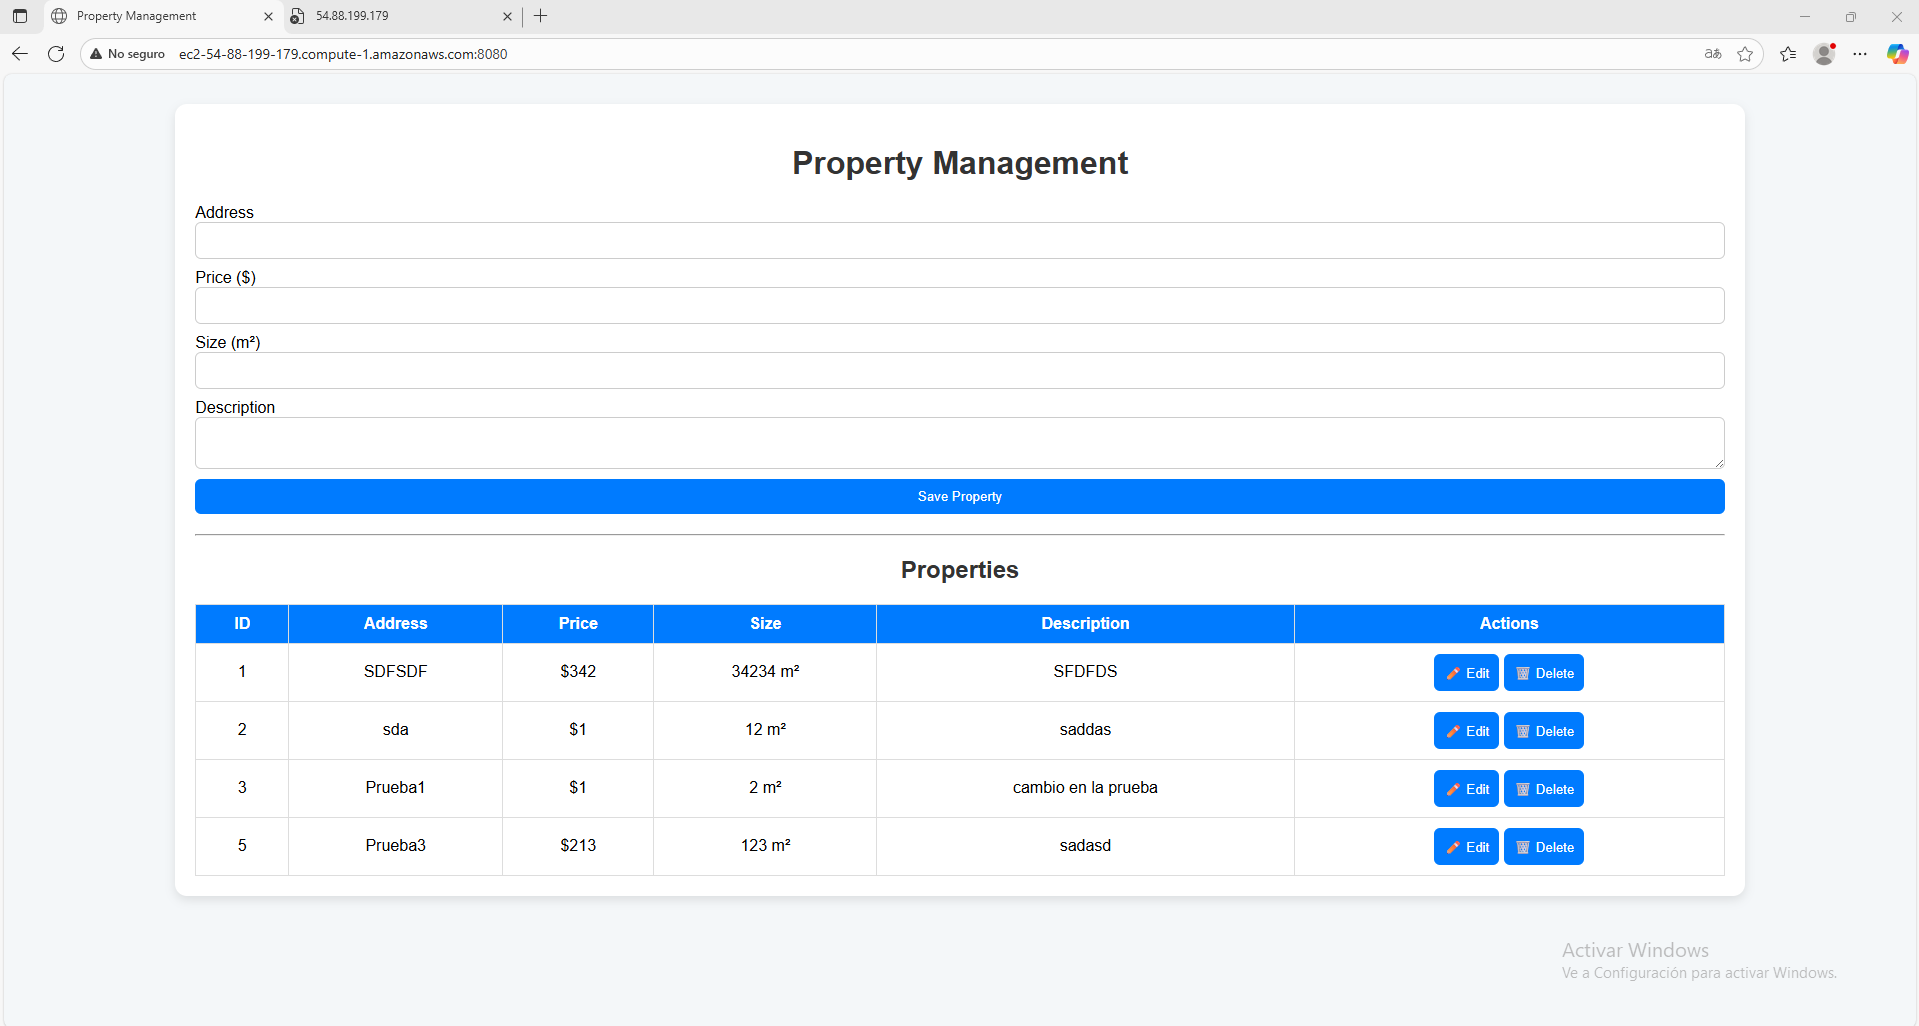 Property Management
54.88.199.179
No seguro ec2-54-88-199-179.compute-1.amazonaws.com:8080
aあ
Property Management
Address
Price ($)
Size (m²)
Description
Save Property
Properties
ID Address Price Size Description Actions
1 SDFSDF $342 34234 m² SFDFDS Edit Delete
2 sda $1 12 m² saddas Edit Delete
3 Prueba1 $1 2 m² cambio en la prueba Edit Delete
5 Prueba3 $213 123 m² sadasd Edit Delete
Activar Windows
Ve a Configuración para activar Windows.